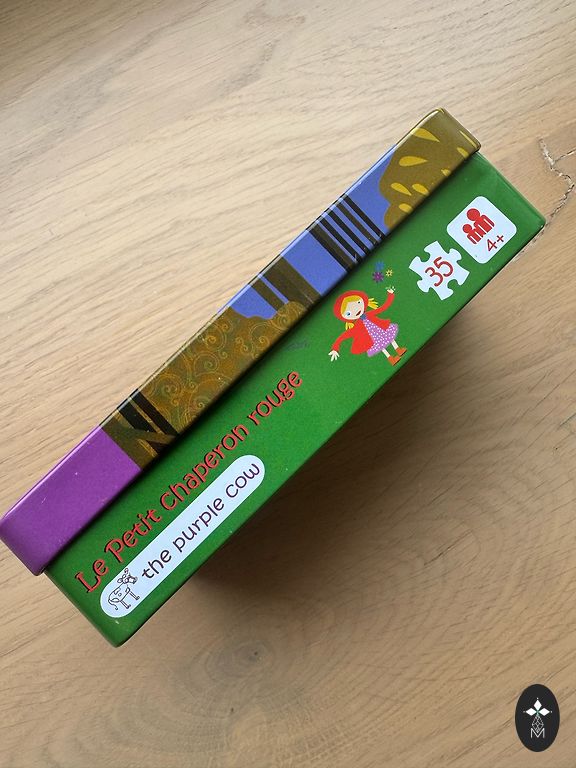 Le Petit chaperon rouge
the purple cow
35
4+
M